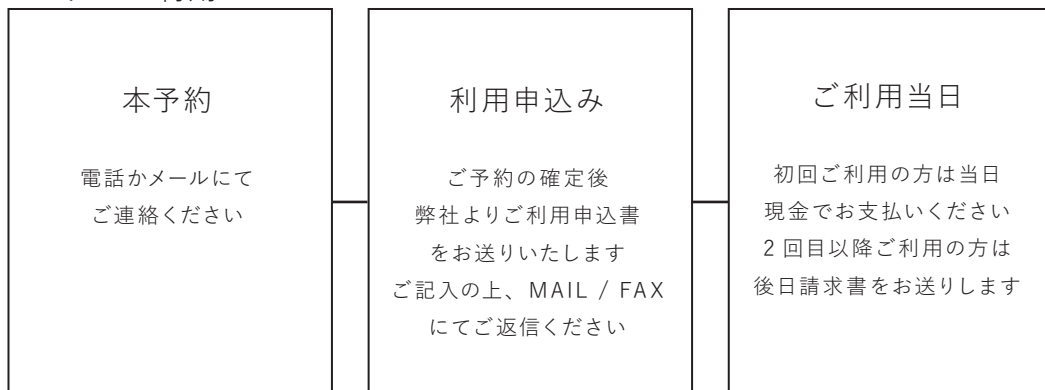 本予約
電話かメールにて
ご連絡ください
利用申込み
ご予約の確定後
弊社よりご利用申込書
をお送りいたします
ご記入の上、MAIL / FAX
にてご返信ください
ご利用当日
初回ご利用の方は当日
現金でお支払いください
2 回目以降ご利用の方は
後日請求書をお送りします